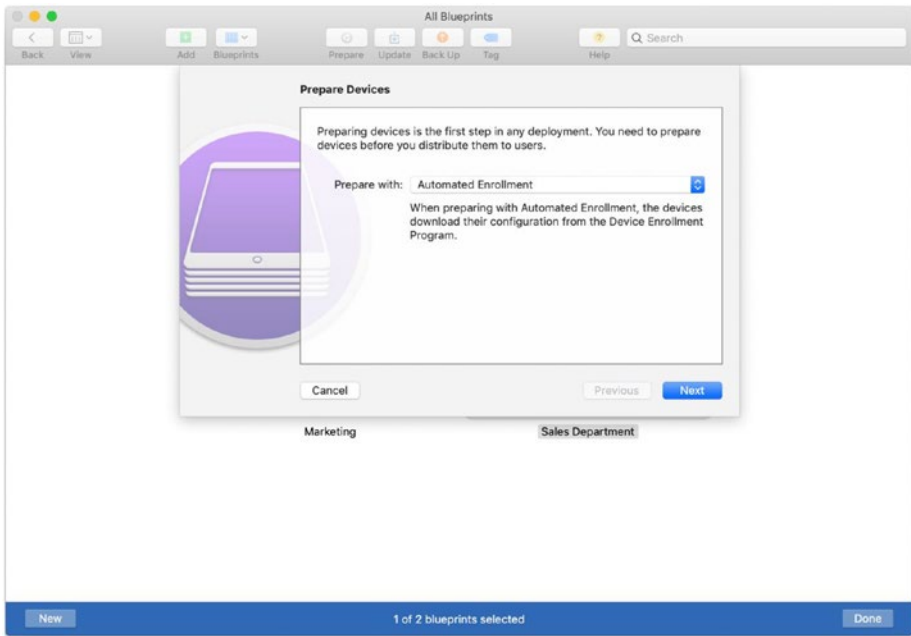 All Blueprints
Back View Add Blueprints Prepare Update Back Up Tag Help Search
Prepare Devices
Preparing devices is the first step in any deployment. You need to prepare
devices before you distribute them to users.
Prepare with: Automated Enrollment
When preparing with Automated Enrollment, the devices
download their configuration from the Device Enrollment
Program.
Cancel Previous Next
Marketing Sales Department
New 1 of 2 blueprints selected Done